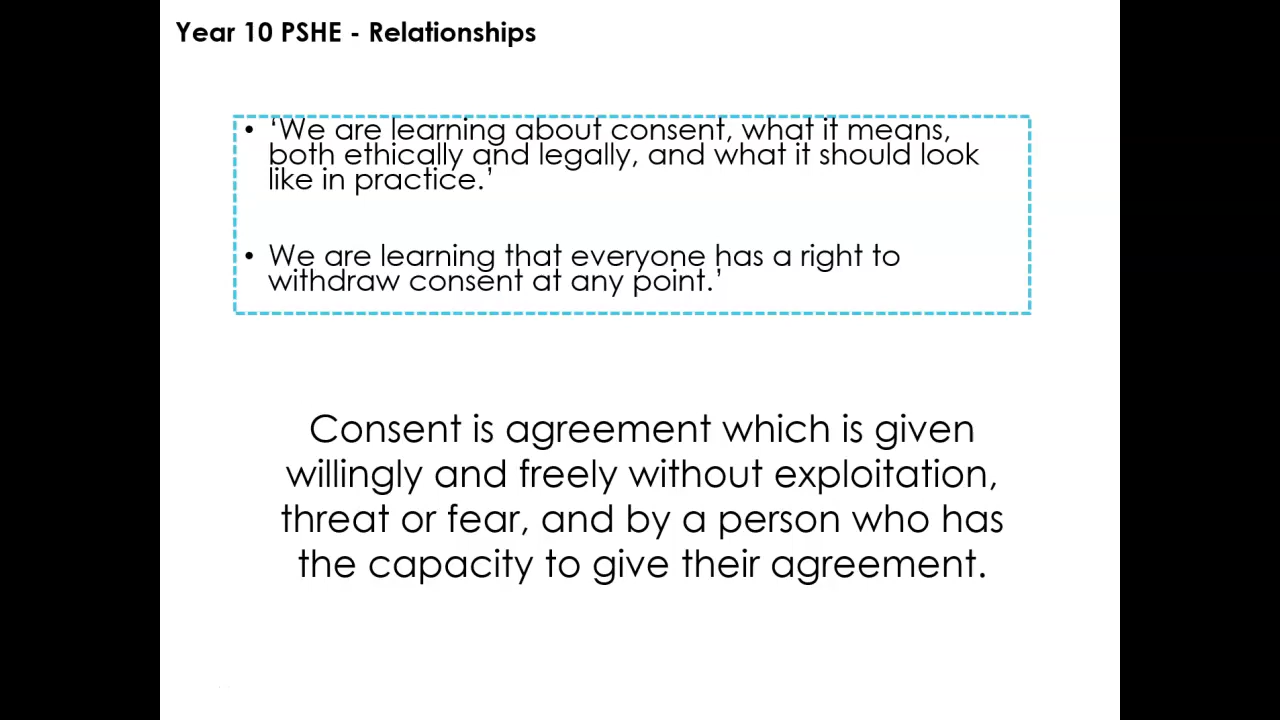 Year 10 PSHE - Relationships
• ‘We are learning about consent, what it means,
both ethically and legally, and what it should look
like in practice.’
• We are learning that everyone has a right to
withdraw consent at any point.’
Consent is agreement which is given
willingly and freely without exploitation,
threat or fear, and by a person who has
the capacity to give their agreement.